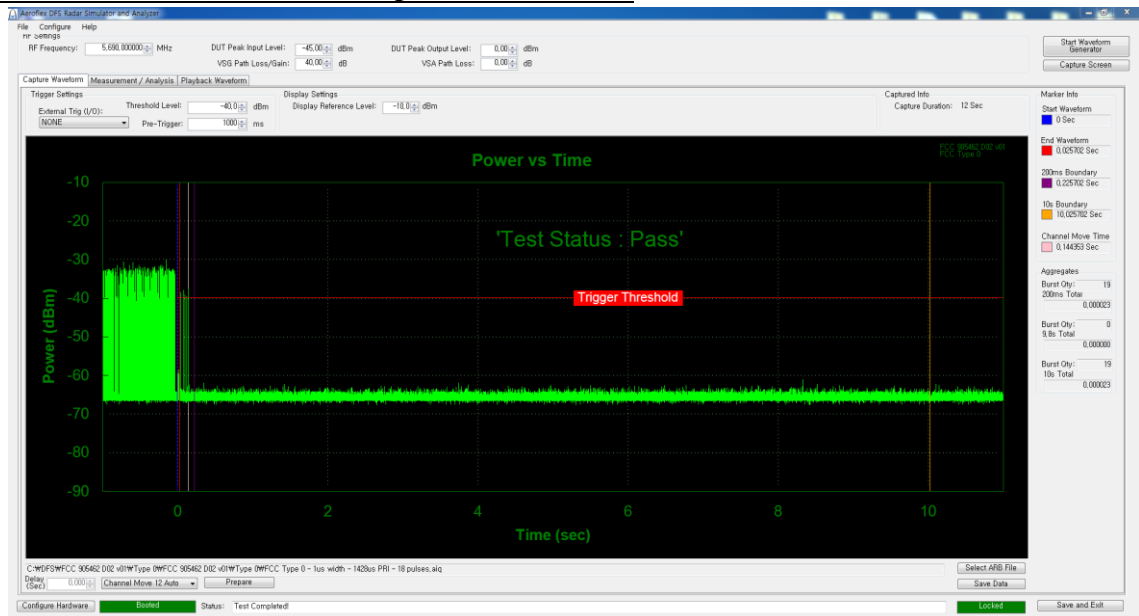 Aeroflex DFS Radar Simulator and Analyzer
File Configure Help
RF Settings
RF Frequency: 5,690,000000 MHz DUT Peak Input Level: -45,00 dBm DUT Peak Output Level: 0,00 dBm
VSG Path Loss/Gain: 40,00 dB VSA Path Loss: 0,00 dB
Start Waveform Generator
Capture Screen
Capture Waveform Measurement / Analysis Playback Waveform
Trigger Settings
External Trig (I/O): Threshold Level: -40,0 dBm
NONE Pre-Trigger: 1000 ms
Display Settings
Display Reference Level: -10,0 dBm
Captured Info
Capture Duration: 12 Sec
Marker Info
Start Waveform
0 Sec
End Waveform
0,025702 Sec
200ms Boundary
0,225702 Sec
10s Boundary
10,025702 Sec
Channel Move Time
0,144353 Sec
Aggregates
Burst Qty: 19
200ms Total
0,000023
Burst Qty: 0
9,8s Total
0,000000
Burst Qty: 19
10s Total
0,000023
FCC 905462 D02 v01
FCC Type 0
Power vs Time
'Test Status : Pass'
Trigger Threshold
Power (dBm)
-10
-20
-30
-40
-50
-60
-70
-80
-90
0 2 4 6 8 10
Time (sec)
C:₩DFS₩FCC 905462 D02 v01₩Type 0₩FCC 905462 D02 v01₩Type 0₩FCC Type 0 - 1us width - 1428us PRI - 18 pulses.aiq
Select ARB File
Delay (Sec) 0,000 Channel Move 12 Auto Prepare
Save Data
Configure Hardware Booted Status: Test Completed! Locked Save and Exit